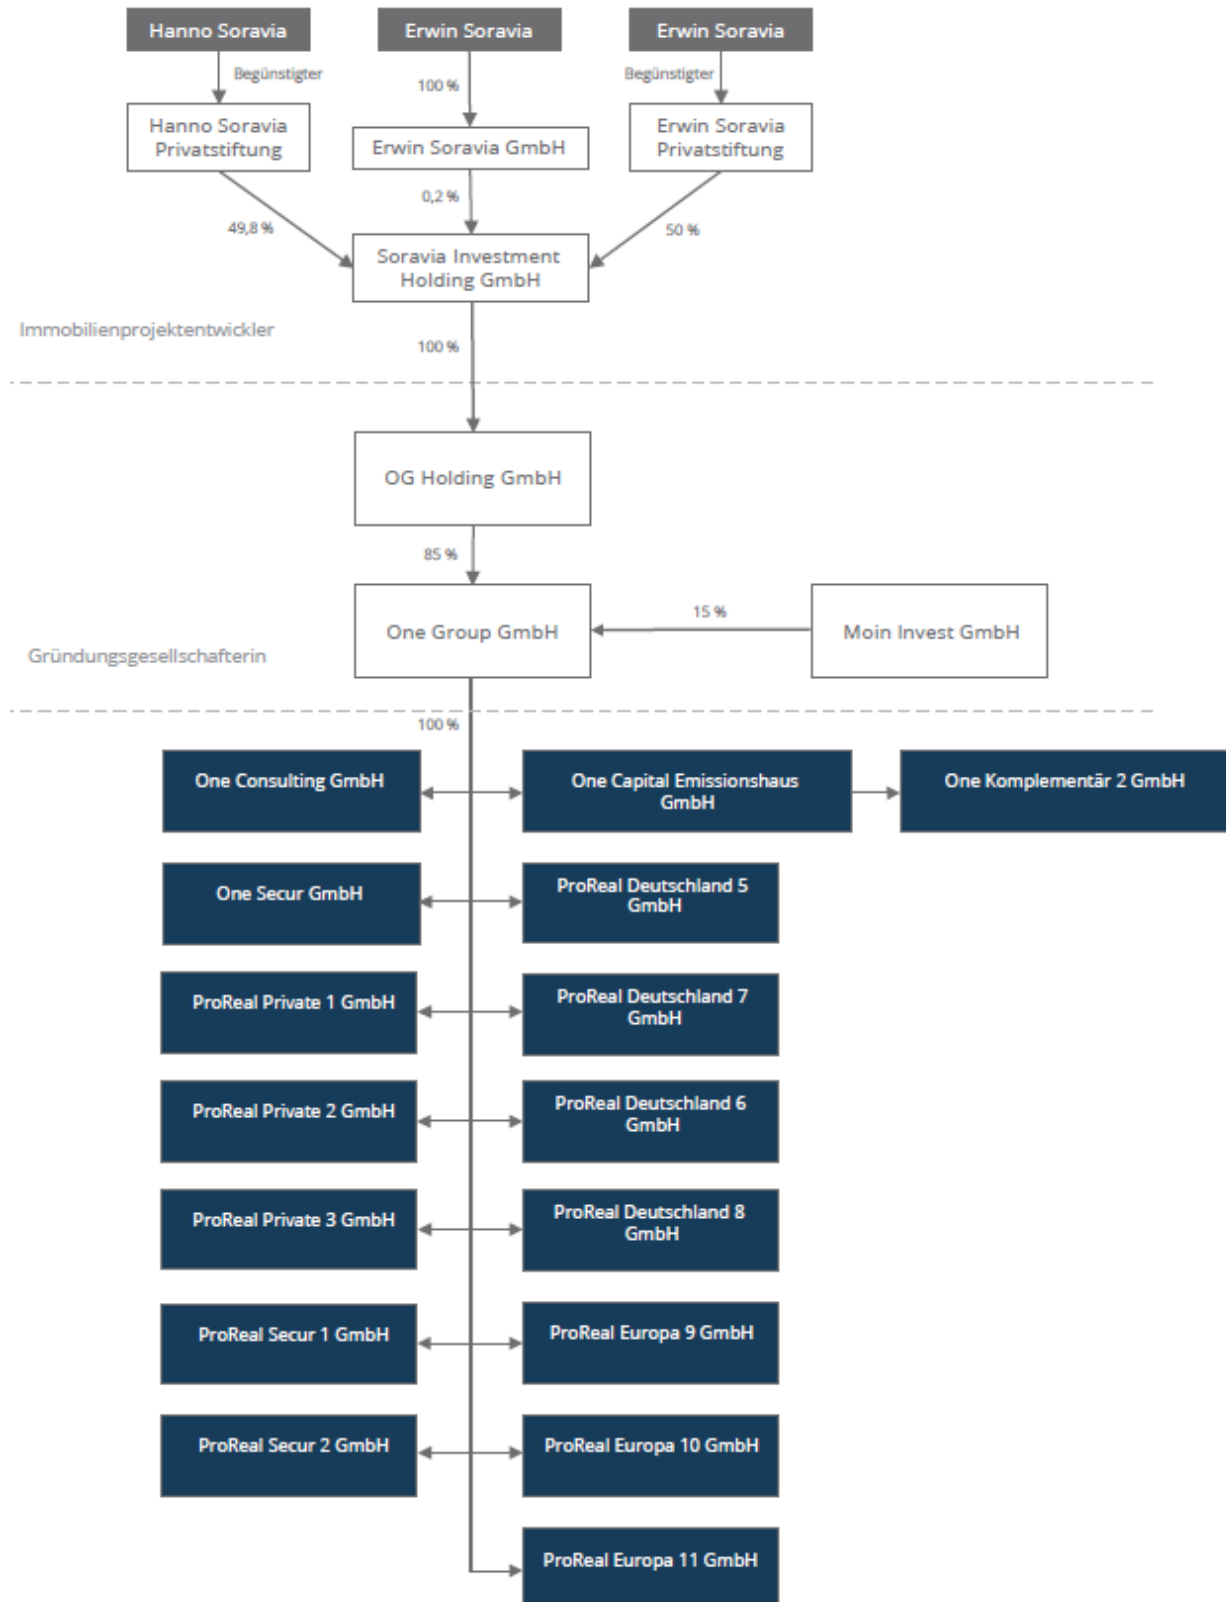 Hanno Soravia
Erwin Soravia
Erwin Soravia
Begünstigter
100 %
Begünstigter
Hanno Soravia
Privatstiftung
Erwin Soravia GmbH
Erwin Soravia
Privatstiftung
49,8 %
0,2 %
50 %
Soravia Investment
Holding GmbH
Immobilienprojektentwickler
100 %
OG Holding GmbH
85 %
One Group GmbH
15 %
Moin Invest GmbH
Gründungsgesellschafterin
100 %
One Consulting GmbH
One Capital Emissionshaus
GmbH
One Komplementär 2 GmbH
One Secur GmbH
ProReal Deutschland 5
GmbH
ProReal Private 1 GmbH
ProReal Deutschland 7
GmbH
ProReal Private 2 GmbH
ProReal Deutschland 6
GmbH
ProReal Private 3 GmbH
ProReal Deutschland 8
GmbH
ProReal Secur 1 GmbH
ProReal Europa 9 GmbH
ProReal Secur 2 GmbH
ProReal Europa 10 GmbH
ProReal Europa 11 GmbH